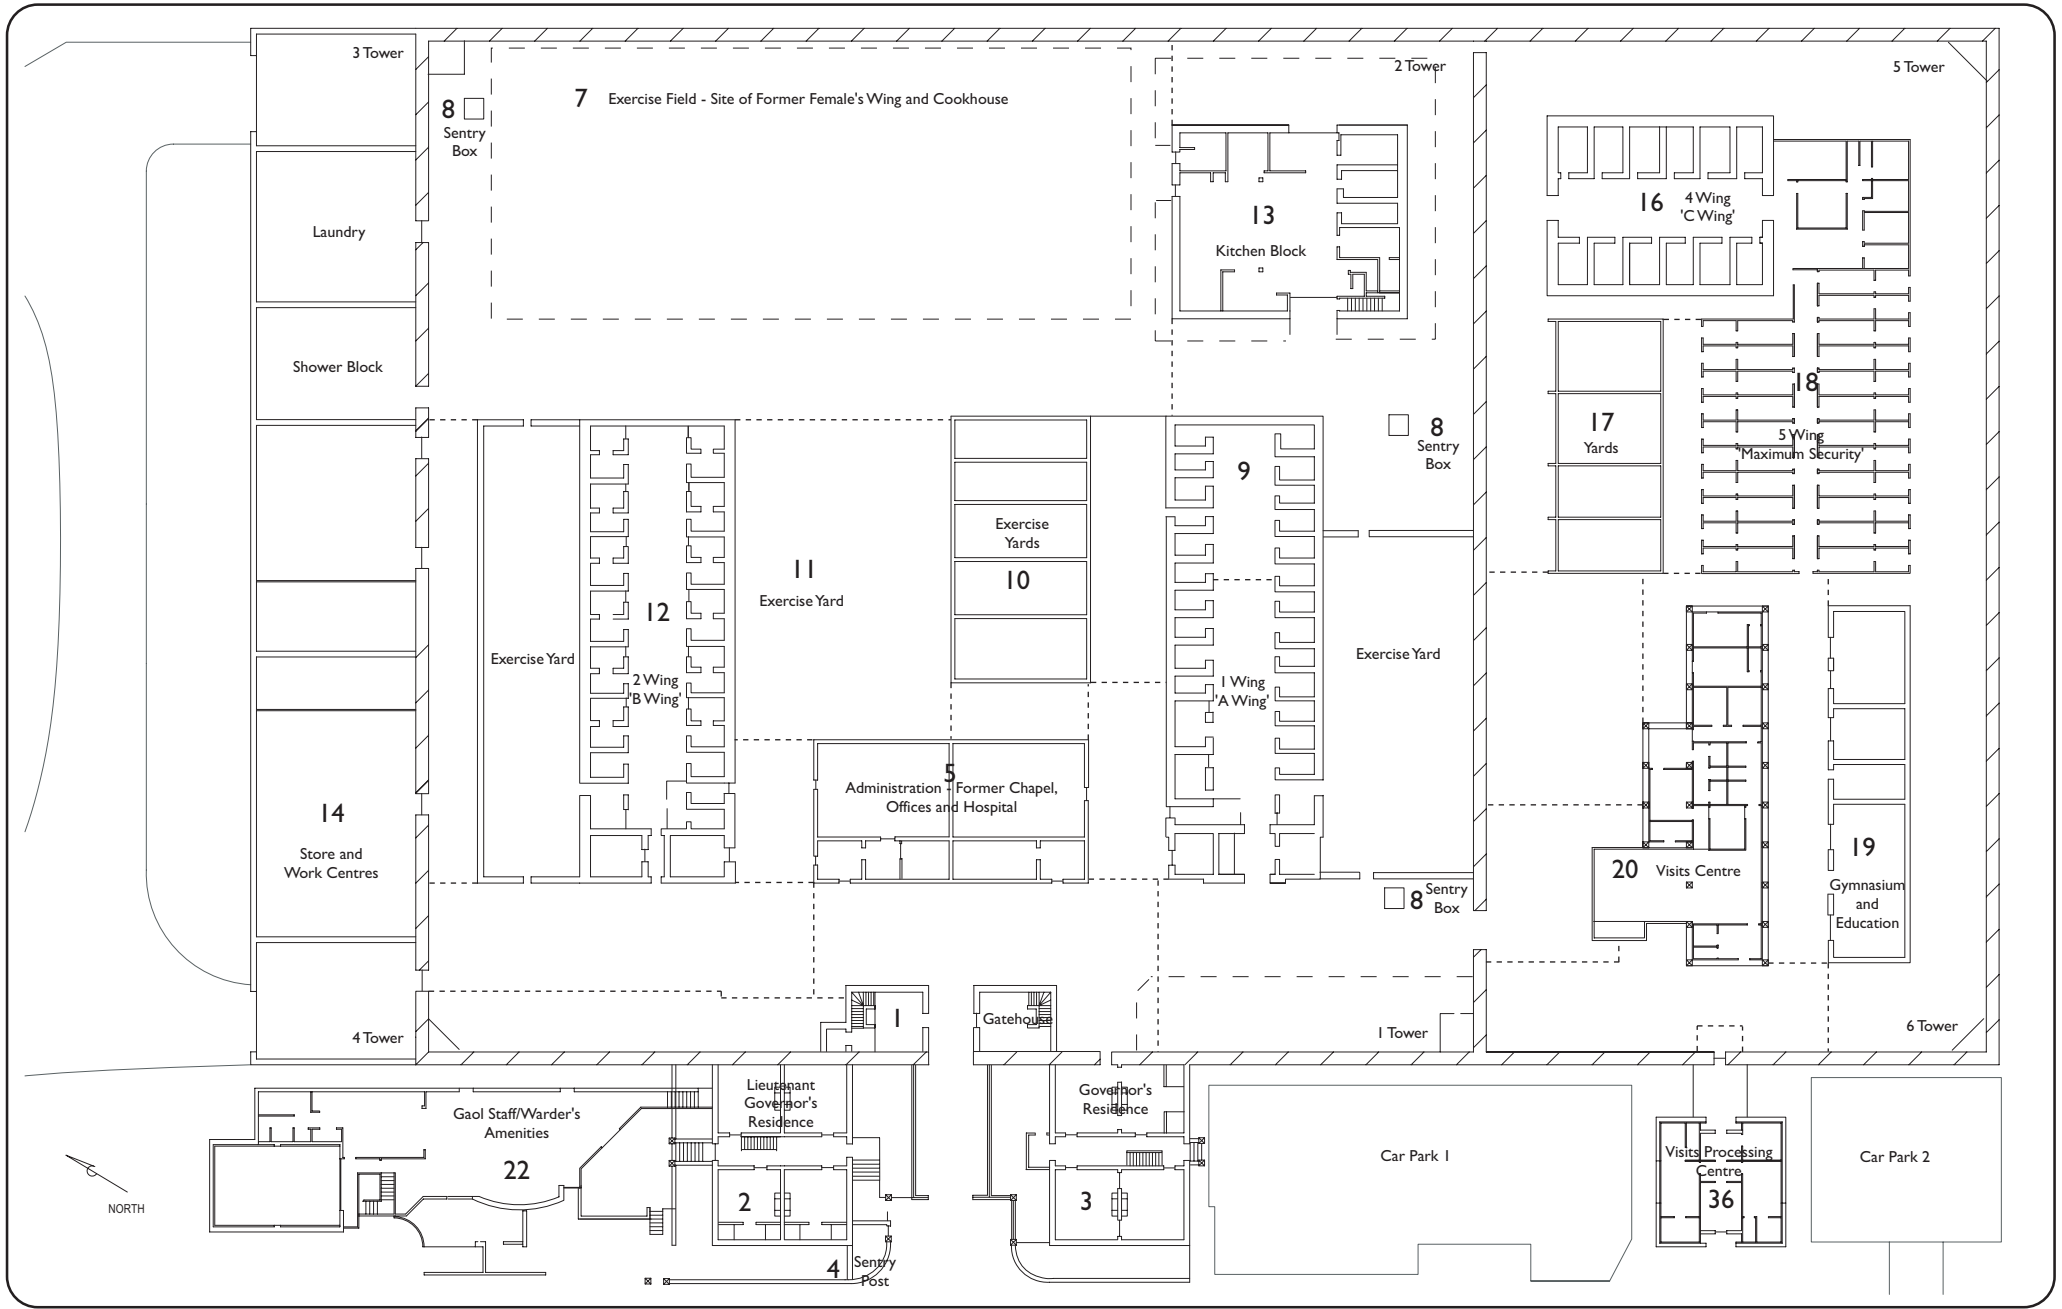 3 Tower
2 Tower
5 Tower
7 Exercise Field - Site of Former Female's Wing and Cookhouse
8
Sentry
Box
16 4 Wing
'C Wing'
13
Kitchen Block
Laundry
Shower Block
18
5 Wing
'Maximum Security'
17
Yards
8
Sentry
Box
9
Exercise
Yards
10
11
Exercise Yard
12
Exercise Yard
2 Wing
'B Wing'
1 Wing
'A Wing'
Exercise Yard
5
Administration - Former Chapel,
Offices and Hospital
14
Store and
Work Centres
20 Visits Centre
19
Gymnasium
and
Education
8 Sentry
Box
1
Gatehouse
4 Tower
1 Tower
6 Tower
Gaol Staff/Warder's
Amenities
22
Lieutenant
Governor's
Residence
2
Governor's
Residence
3
4 Sentry
Post
Car Park 1
Visits Processing
Centre
36
Car Park 2
NORTH